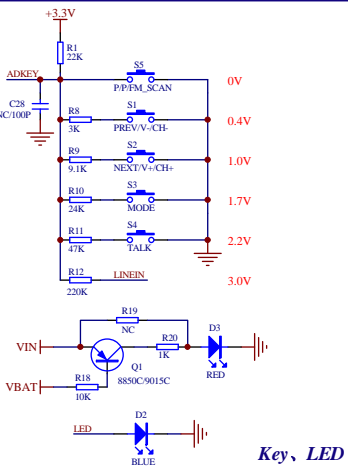 +3.3V
R1
22K
ADKEY
S5
P/P/FM_SCAN
0V
C28
NC/100P
R8
3K
S1
PREV/V-/CH-
0.4V
R9
9.1K
S2
NEXT/V+/CH+
1.0V
R10
24K
S3
MODE
1.7V
R11
47K
S4
TALK
2.2V
R12
220K
LINEIN
3.0V
R19
NC
VIN
R20
1K
D3
RED
Q1
8850C/9015C
VBAT
R18
10K
LED
D2
BLUE
Key、LED